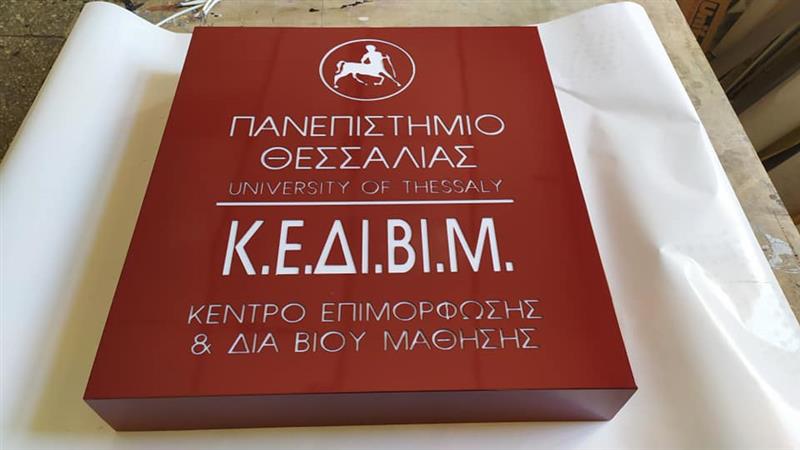 ΠΑΝΕΠΙΣΤΗΜΙΟ
ΘΕΣΣΑΛΙΑΣ
UNIVERSITY OF THESSALY
Κ.Ε.ΔΙ.ΒΙ.Μ.
ΚΕΝΤΡΟ ΕΠΙΜΟΡΦΩΣΗΣ
& ΔΙΑ ΒΙΟΥ ΜΑΘΗΣΗΣ